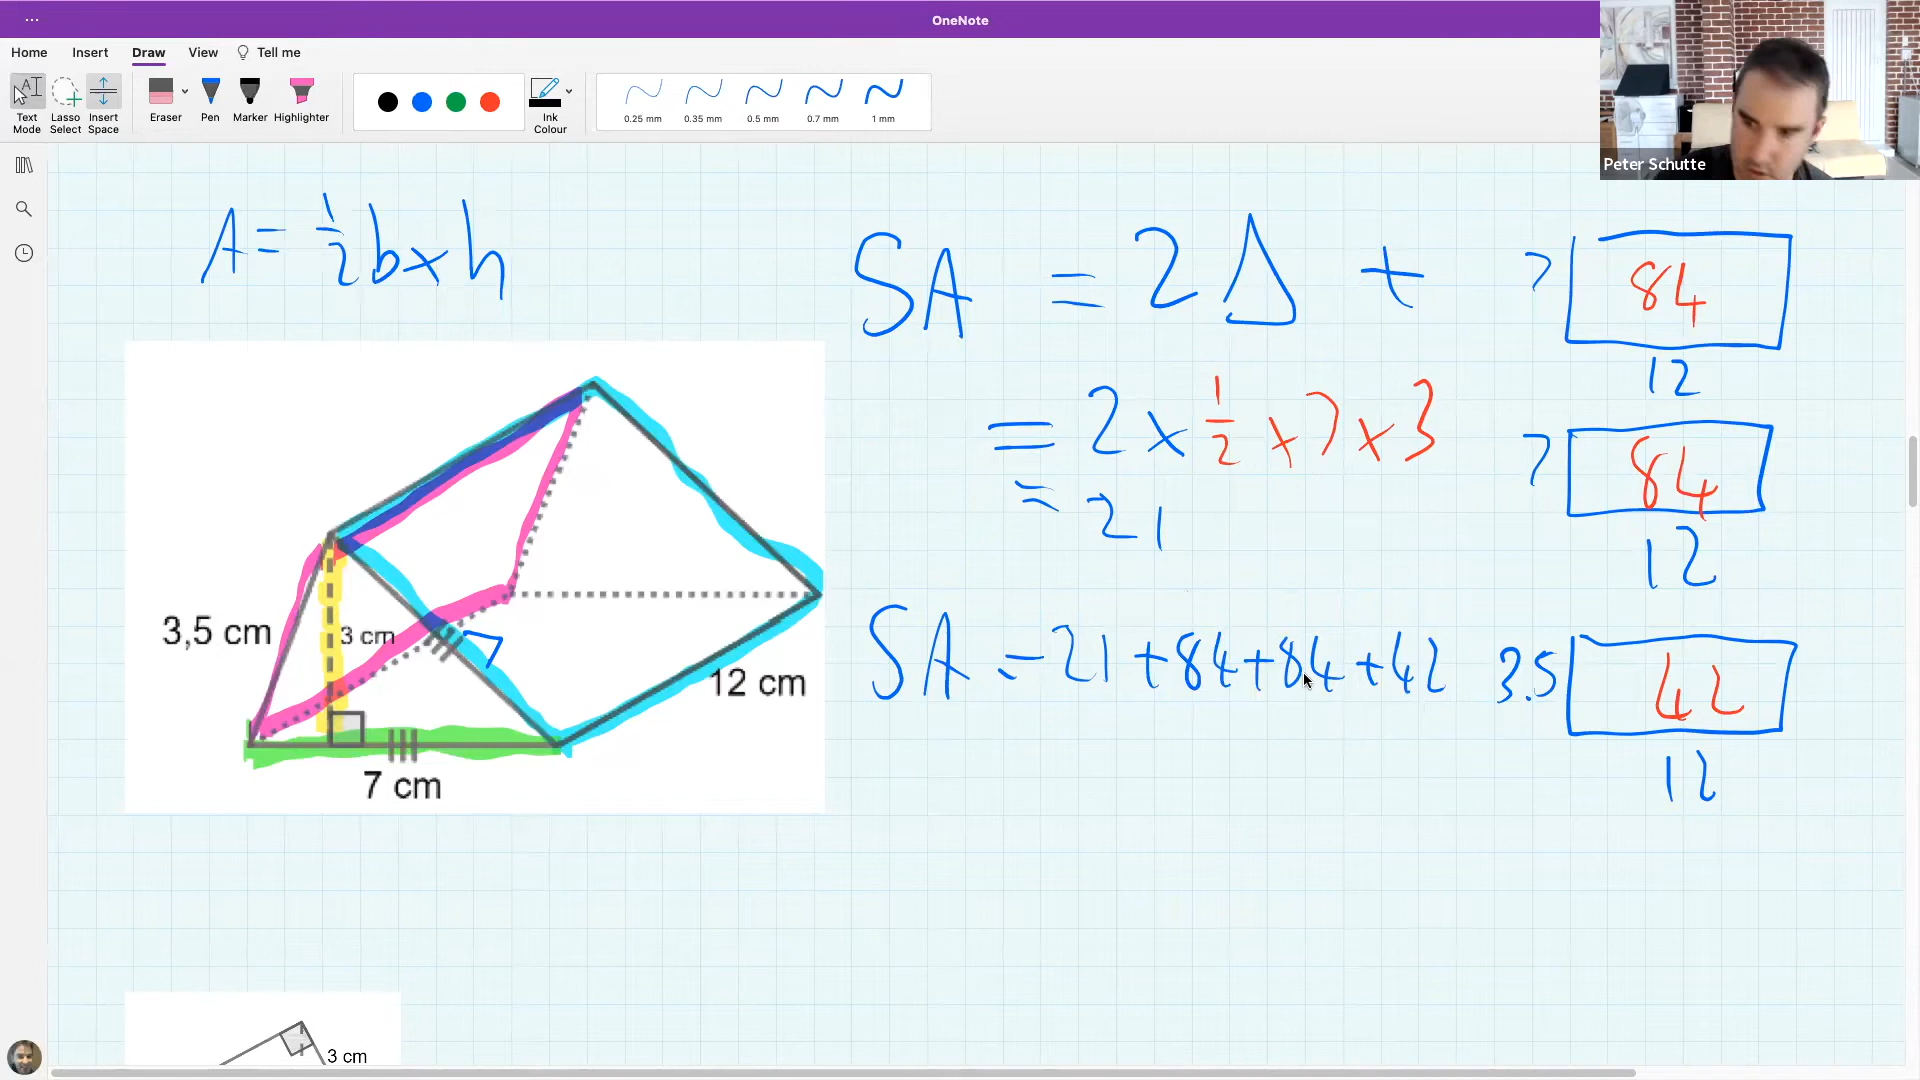 OneNote
Home Insert Draw View Tell me
Text Mode
Lasso Select
Insert Space
Eraser
Pen
Marker
Highlighter
Ink Colour
0.25 mm
0.35 mm
0.5 mm
0.7 mm
1 mm
Peter Schutte
A = 1/2 b x h
SA = 2 Δ +
7
84
12
= 2 x 1/2 x 7 x 3
= 21
7
84
12
3,5 cm
3 cm
7
12 cm
7 cm
SA = 21 + 84 + 84 + 42
3.5
42
12
3 cm